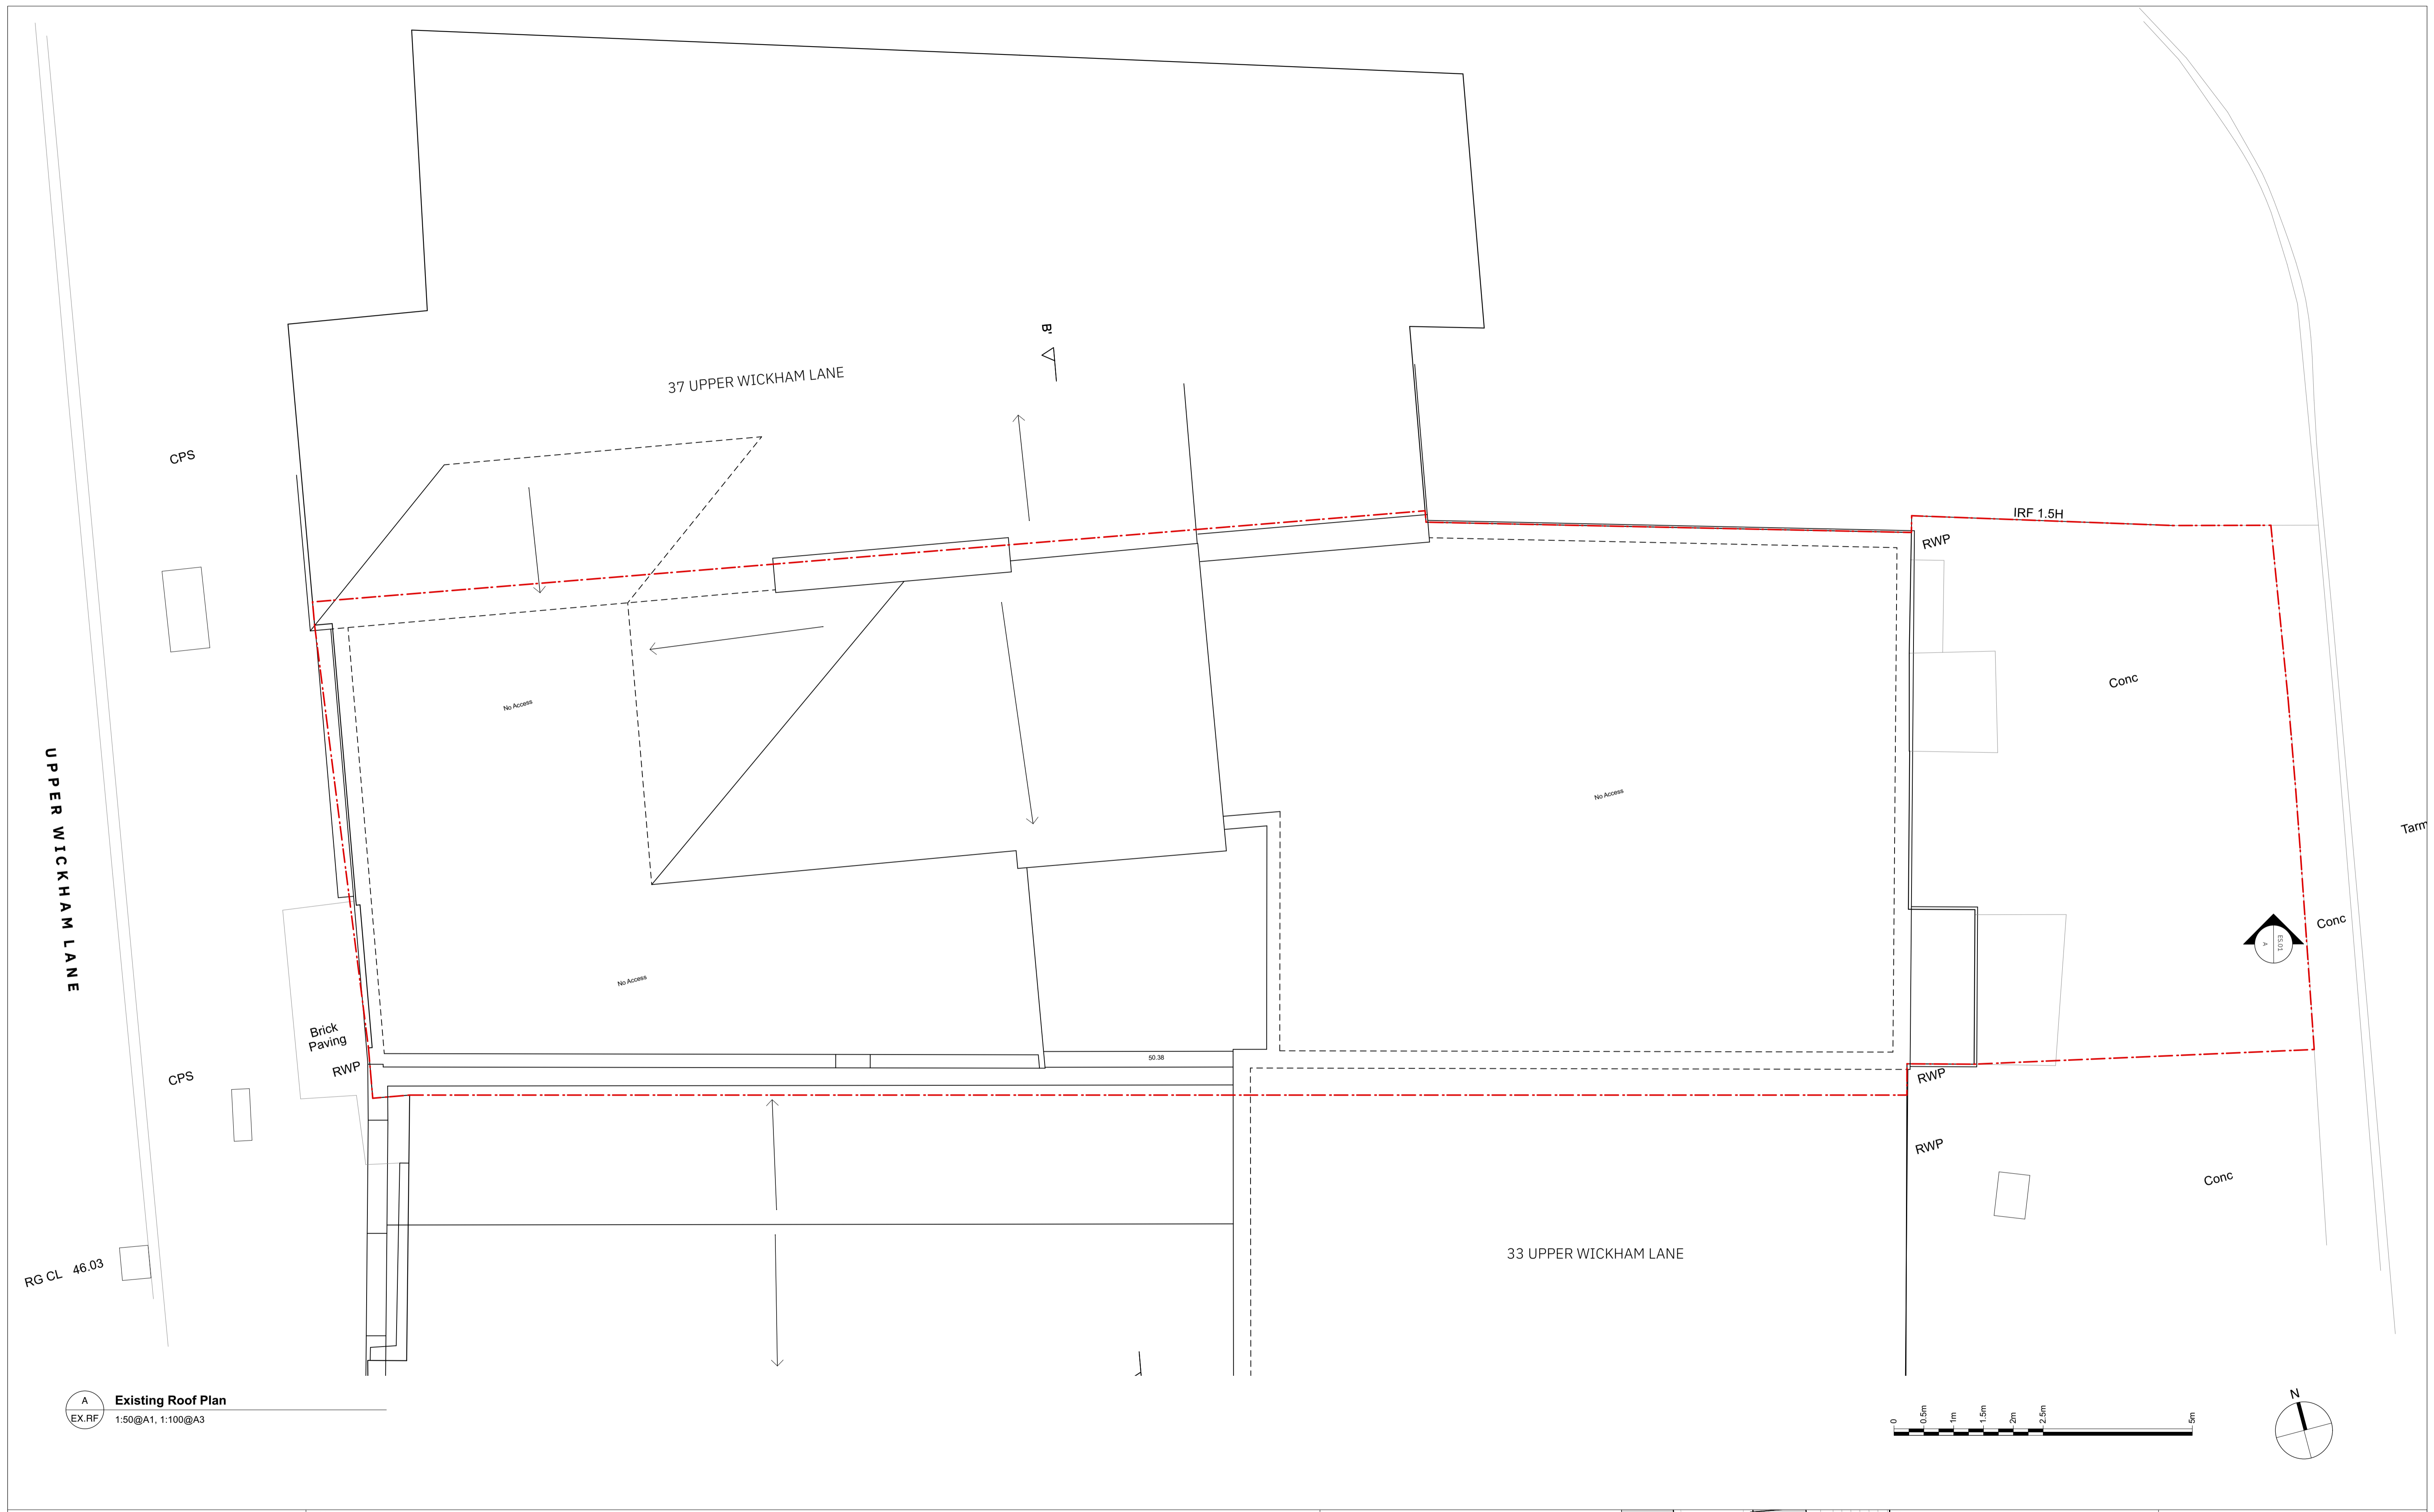 B'
37 UPPER WICKHAM LANE
CPS
IRF 1.5H
RWP
Conc
No Access
No Access
Tarm
UPPER WICKHAM LANE
Conc
E5.01
A
No Access
Brick
Paving
RWP
50.38
CPS
RWP
RWP
Conc
33 UPPER WICKHAM LANE
RG CL 46.03
A
EX.RF
Existing Roof Plan
1:50@A1, 1:100@A3
0
0.5m
1m
1.5m
2m
2.5m
5m
N